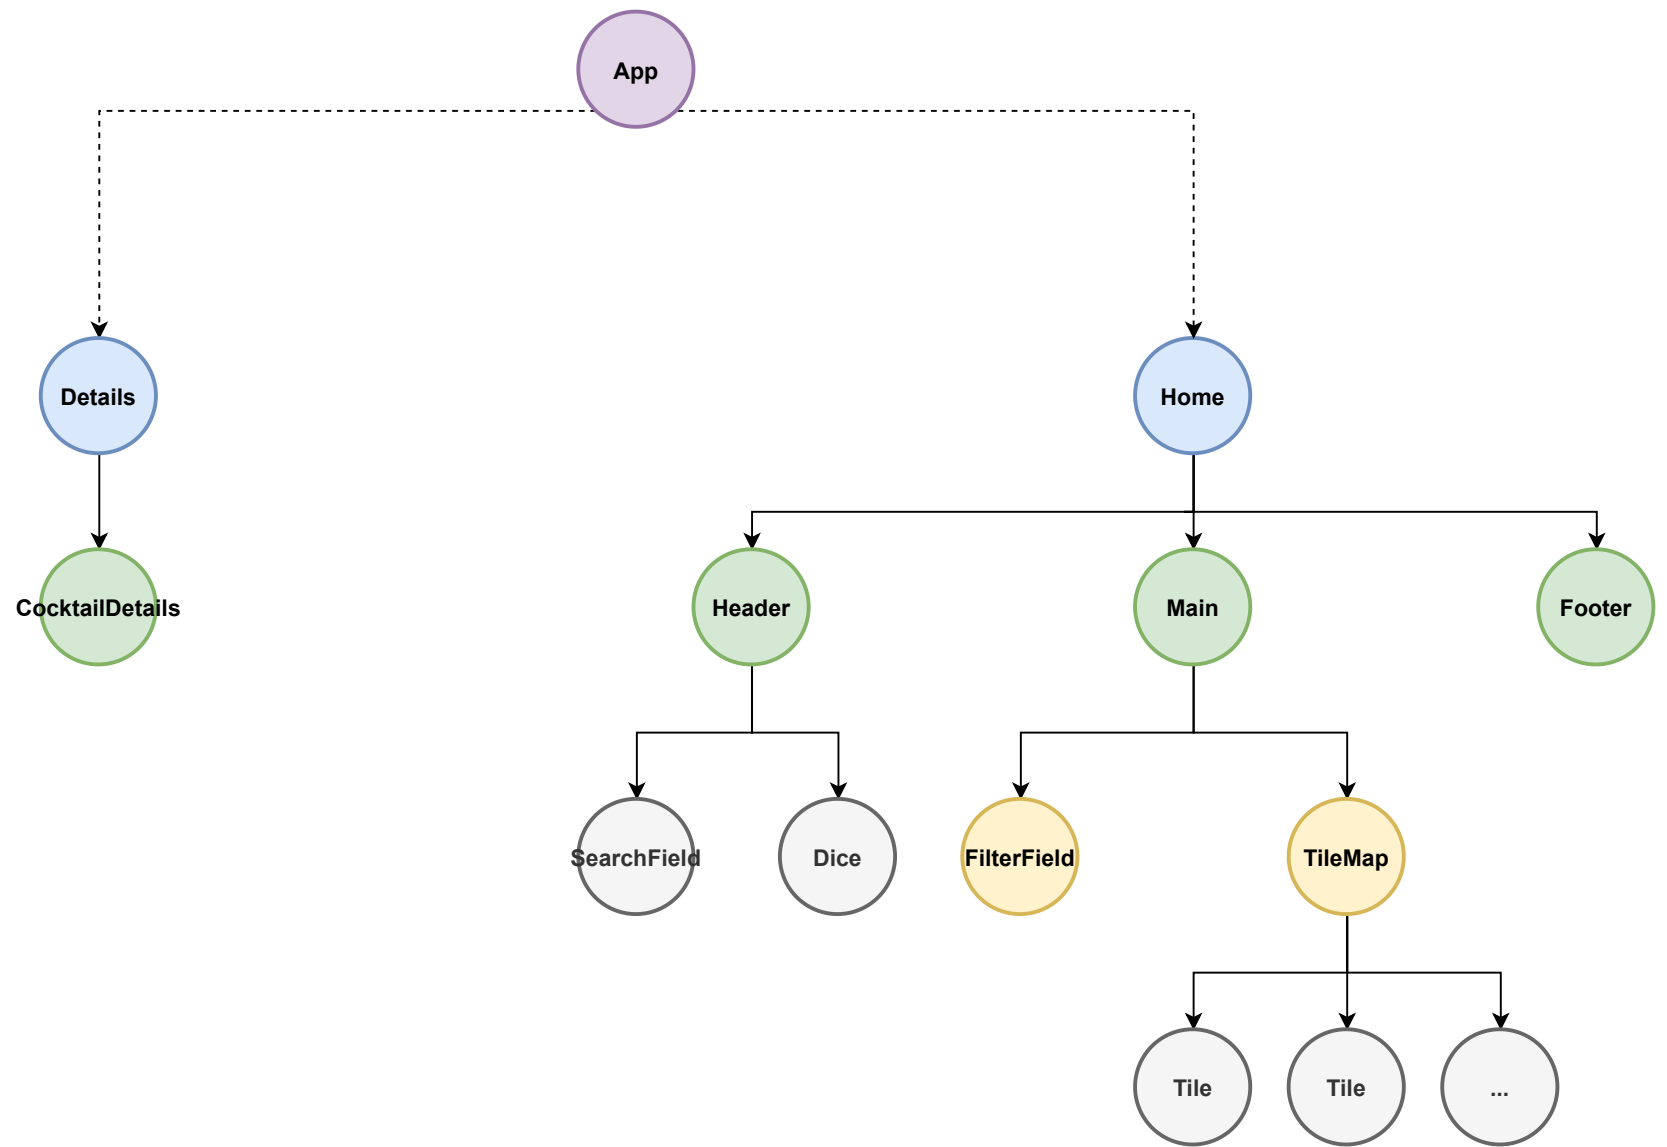 App
Details
Home
CocktailDetails
Header
Main
Footer
SearchField
Dice
FilterField
TileMap
Tile
Tile
...